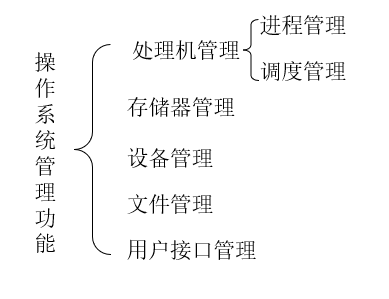 操作系统管理功能
处理机管理
进程管理
调度管理
存储器管理
设备管理
文件管理
用户接口管理